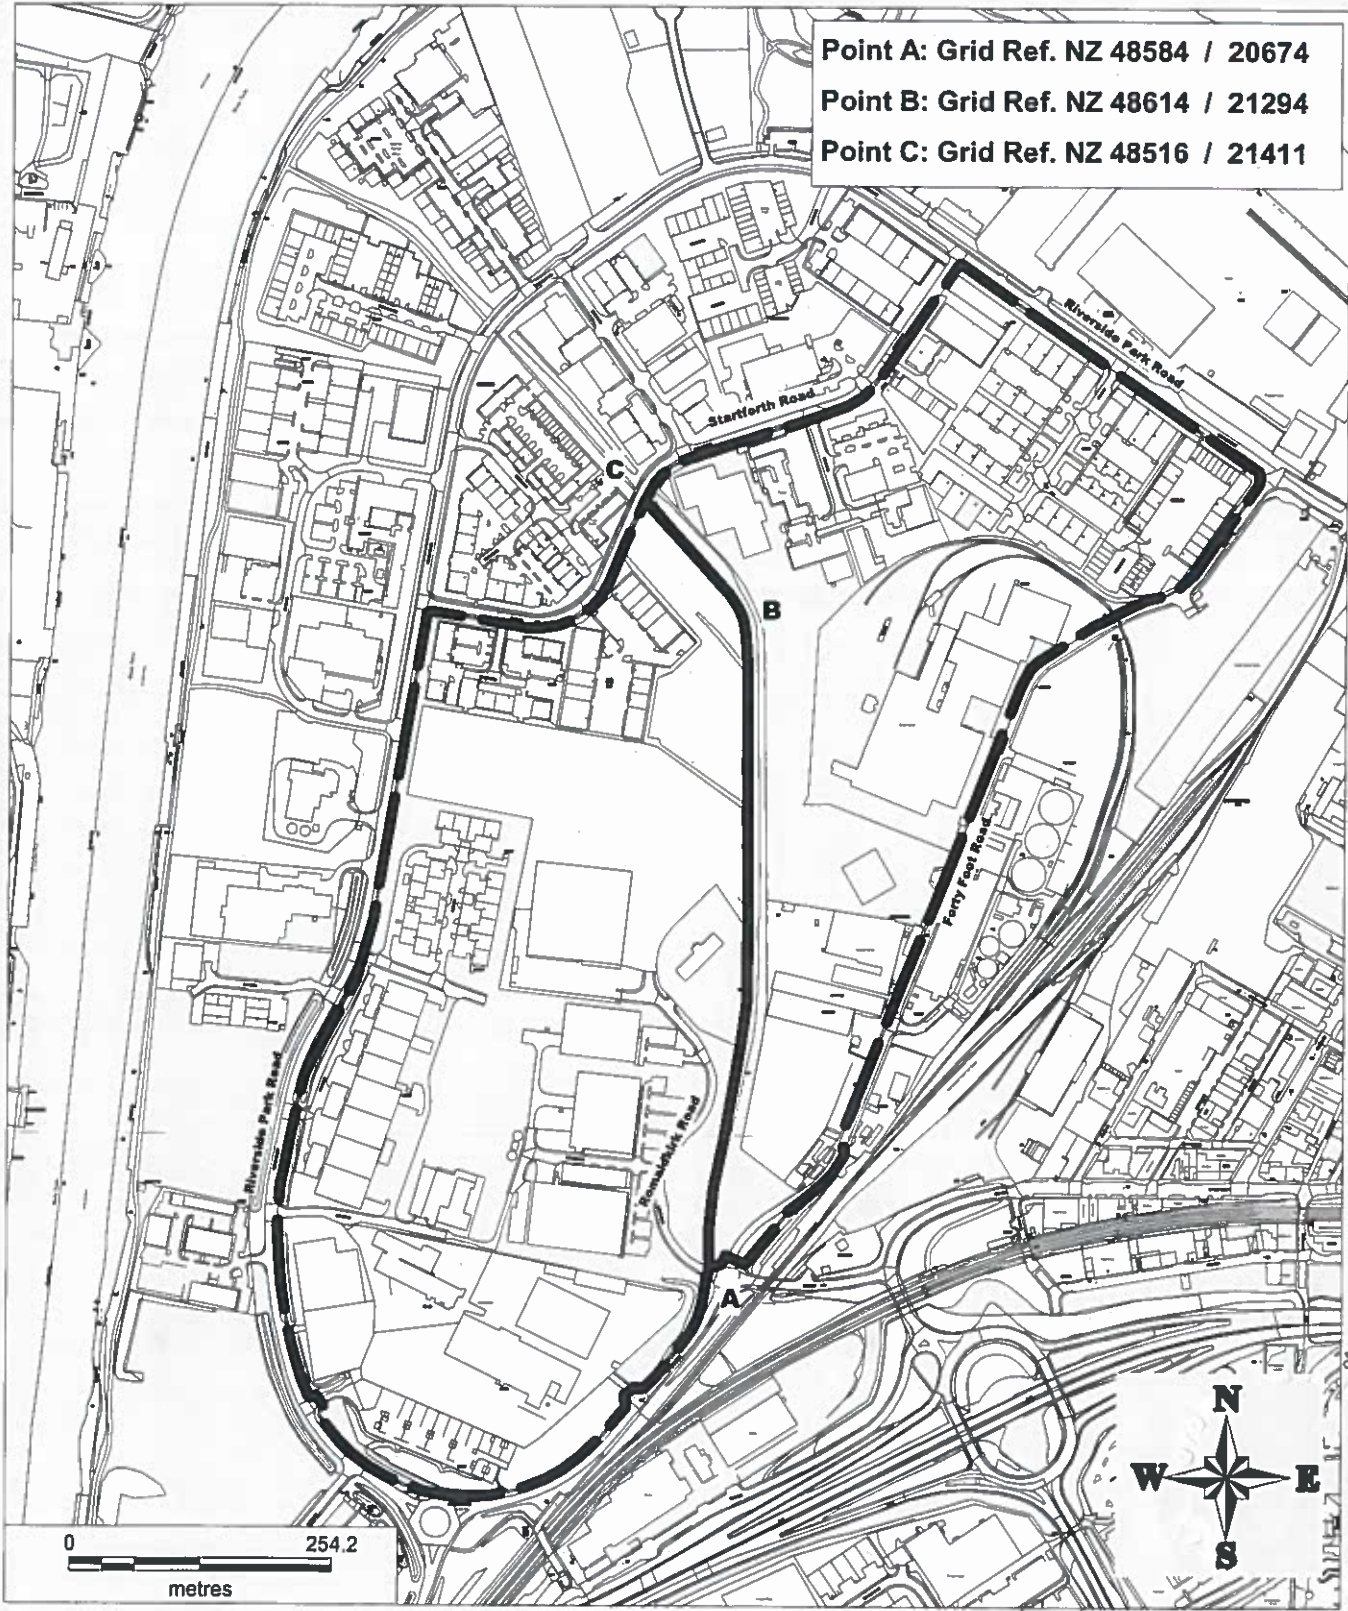 Point A: Grid Ref. NZ 48584 / 20674
Point B: Grid Ref. NZ 48614 / 21294
Point C: Grid Ref. NZ 48516 / 21411
Riverside Park Road
Startforth Road
C
B
Forty Foot Road
Riverside Park Road
Romaldkirk Road
A
N
W E
S
0 254.2
metres